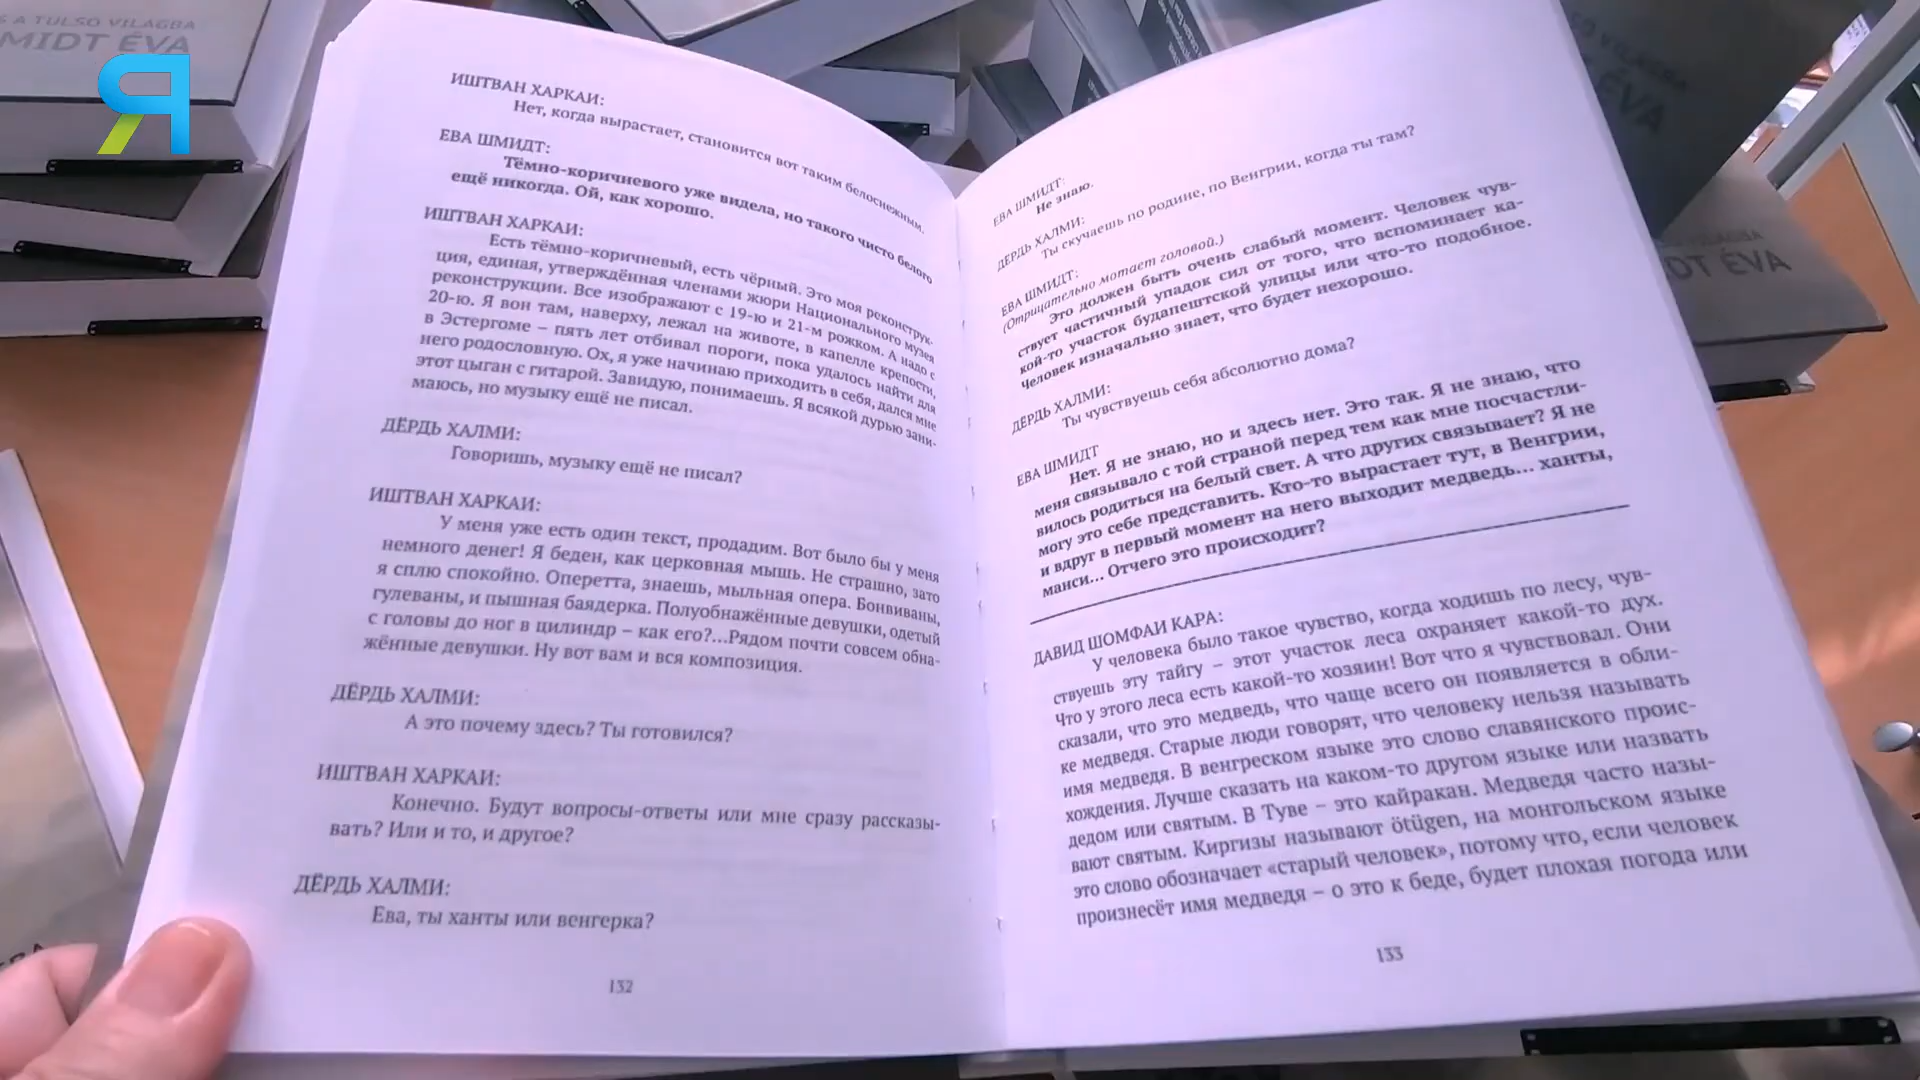 S A TÚLSÓ VILÁGBA
MIDT ÉVA
Я
ИШТВАН ХАРКАИ:
Нет, когда вырастает, становится вот таким белоснежным.
ЕВА ШМИДТ:
Тёмно-коричневого уже видела, но такого чисто белого
ещё никогда. Ой, как хорошо.
ИШТВАН ХАРКАИ:
Есть тёмно-коричневый, есть чёрный. Это моя реконструк-
ция, единая, утверждённая членами жюри Национального музея
реконструкции. Все изображают с 19-ю и 21-м рожком. А надо с
20-ю. Я вон там, наверху, лежал на животе, в капелле крепости,
в Эстергоме – пять лет отбивал пороги, пока удалось найти для
него родословную. Ох, я уже начинаю приходить в себя, дался мне
этот цыган с гитарой. Завидую, понимаешь. Я всякой дурью зани-
маюсь, но музыку ещё не писал.
ДЁРДЬ ХАЛМИ:
Говоришь, музыку ещё не писал?
ИШТВАН ХАРКАИ:
У меня уже есть один текст, продадим. Вот было бы у меня
немного денег! Я беден, как церковная мышь. Не страшно, зато
я сплю спокойно. Оперетта, знаешь, мыльная опера. Бонвиваны,
гулеваны, и пышная баядерка. Полуобнажённые девушки, одетый
с головы до ног в цилиндр – как его?...Рядом почти совсем обна-
жённые девушки. Ну вот вам и вся композиция.
ДЁРДЬ ХАЛМИ:
А это почему здесь? Ты готовился?
ИШТВАН ХАРКАИ:
Конечно. Будут вопросы-ответы или мне сразу рассказы-
вать? Или и то, и другое?
ДЁРДЬ ХАЛМИ:
Ева, ты ханты или венгерка?
132
ЕВА ШМИДТ:
Не знаю.
ДЁРДЬ ХАЛМИ:
Ты скучаешь по родине, по Венгрии, когда ты там?
ЕВА ШМИДТ:
(Отрицательно мотает головой.)
Это должен быть очень слабый момент. Человек чув-
ствует частичный упадок сил от того, что вспоминает ка-
кой-то участок будапештской улицы или что-то подобное.
Человек изначально знает, что будет нехорошо.
ДЁРДЬ ХАЛМИ:
Ты чувствуешь себя абсолютно дома?
ЕВА ШМИДТ
Нет. Я не знаю, но и здесь нет. Это так. Я не знаю, что
меня связывало с той страной перед тем как мне посчастли-
вилось родиться на белый свет. А что других связывает? Я не
могу это себе представить. Кто-то вырастает тут, в Венгрии,
и вдруг в первый момент на него выходит медведь... ханты,
манси... Отчего это происходит?
ДАВИД ШОМФАИ КАРА:
У человека было такое чувство, когда ходишь по лесу, чув-
ствуешь эту тайгу – этот участок леса охраняет какой-то дух.
Что у этого леса есть какой-то хозяин! Вот что я чувствовал. Они
сказали, что это медведь, что чаще всего он появляется в обли-
ке медведя. Старые люди говорят, что человеку нельзя называть
имя медведя. В венгреском языке это слово славянского проис-
хождения. Лучше сказать на каком-то другом языке или назвать
дедом или святым. В Туве – это кайракан. Медведя часто назы-
вают святым. Киргизы называют ötügen, на монгольском языке
это слово обозначает «старый человек», потому что, если человек
произнесёт имя медведя – о это к беде, будет плохая погода или
133
DT ÉVA